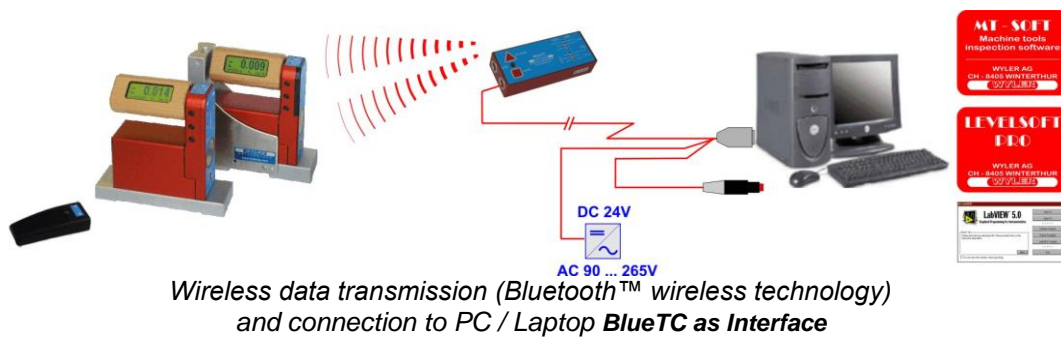 0.009
0.014
MT - SOFT
Machine tools
inspection software
WYLER AG
CH - 8405 WINTERTHUR
WYLER
LEVELSOFT
PRO
WYLER AG
CH - 8405 WINTERTHUR
WYLER
LabVIEW 5.0
DC 24V
AC 90 ... 265V
Wireless data transmission (Bluetooth™ wireless technology)
and connection to PC / Laptop BlueTC as Interface